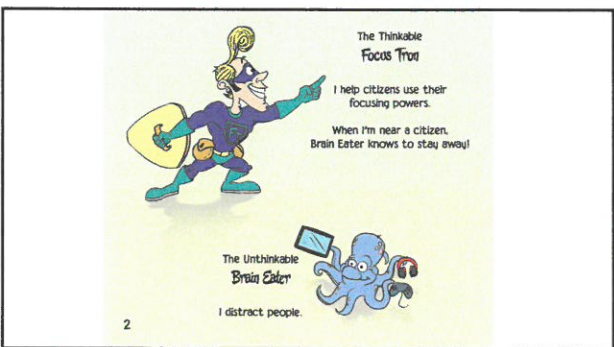 The Thinkable
Focus Tron
I help citizens use their
focusing powers.
When I'm near a citizen,
Brain Eater knows to stay away!
The Unthinkable
Brain Eater
I distract people.
2